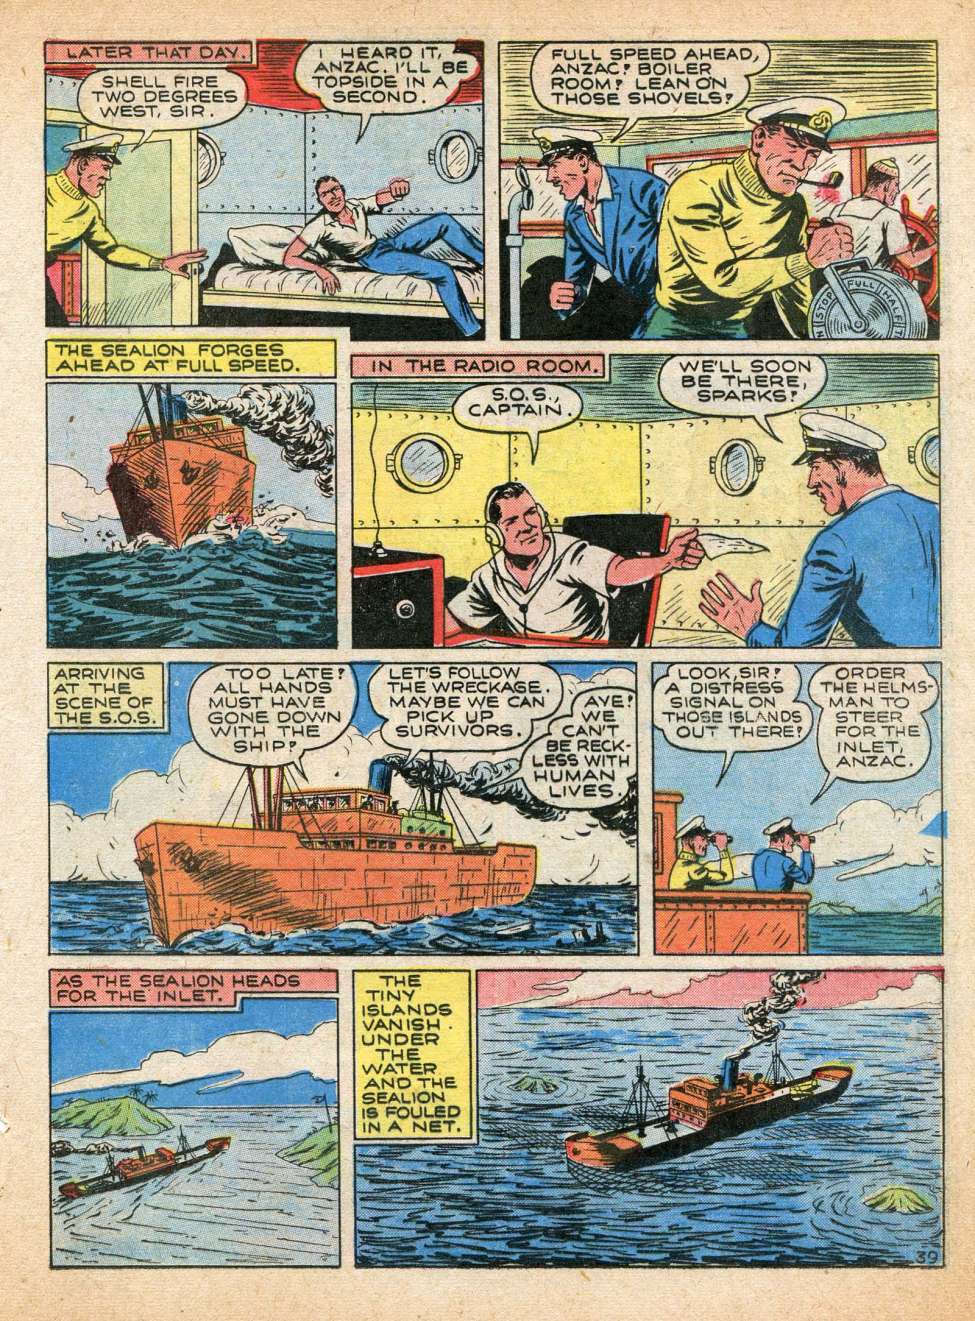 LATER THAT DAY.
SHELL FIRE
TWO DEGREES
WEST, SIR.
I HEARD IT,
ANZAC. I'LL BE
TOPSIDE IN A
SECOND.
FULL SPEED AHEAD,
ANZAC! BOILER
ROOM! LEAN ON
THOSE SHOVELS!
STOP
FULL
HALF
THE SEALION FORGES
AHEAD AT FULL SPEED.
IN THE RADIO ROOM.
S.O.S.,
CAPTAIN.
WE'LL SOON
BE THERE,
SPARKS!
ARRIVING
AT THE
SCENE OF
THE S.O.S.
TOO LATE!
ALL HANDS
MUST HAVE
GONE DOWN
WITH THE
SHIP!
LET'S FOLLOW
THE WRECKAGE.
MAYBE WE CAN
PICK UP
SURVIVORS.
AYE!
WE
CAN'T
BE RECK-
LESS WITH
HUMAN
LIVES.
LOOK, SIR!
A DISTRESS
SIGNAL ON
THOSE ISLANDS
OUT THERE!
ORDER
THE HELMS-
MAN TO
STEER
FOR THE
INLET,
ANZAC.
AS THE SEALION HEADS
FOR THE INLET.
THE
TINY
ISLANDS
VANISH.
UNDER
THE
WATER
AND THE
SEALION
IS FOULED
IN A NET.
39